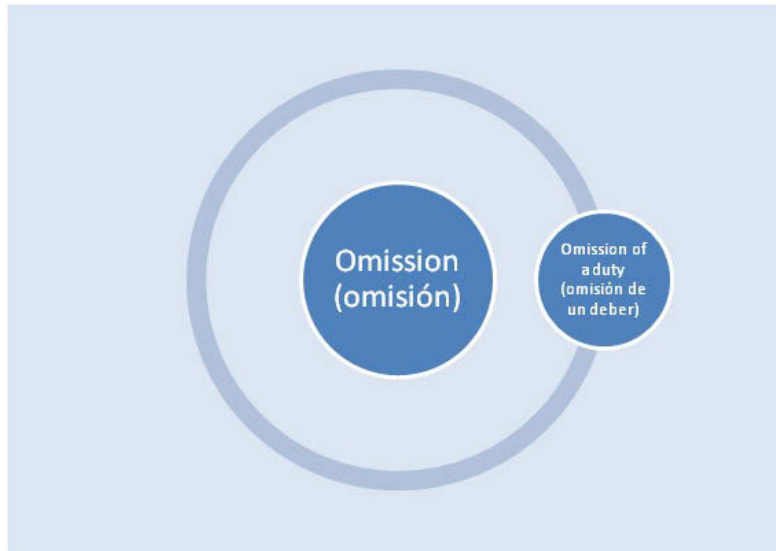 Omission
(omisión)
Omission of
a duty
(omisión de
un deber)